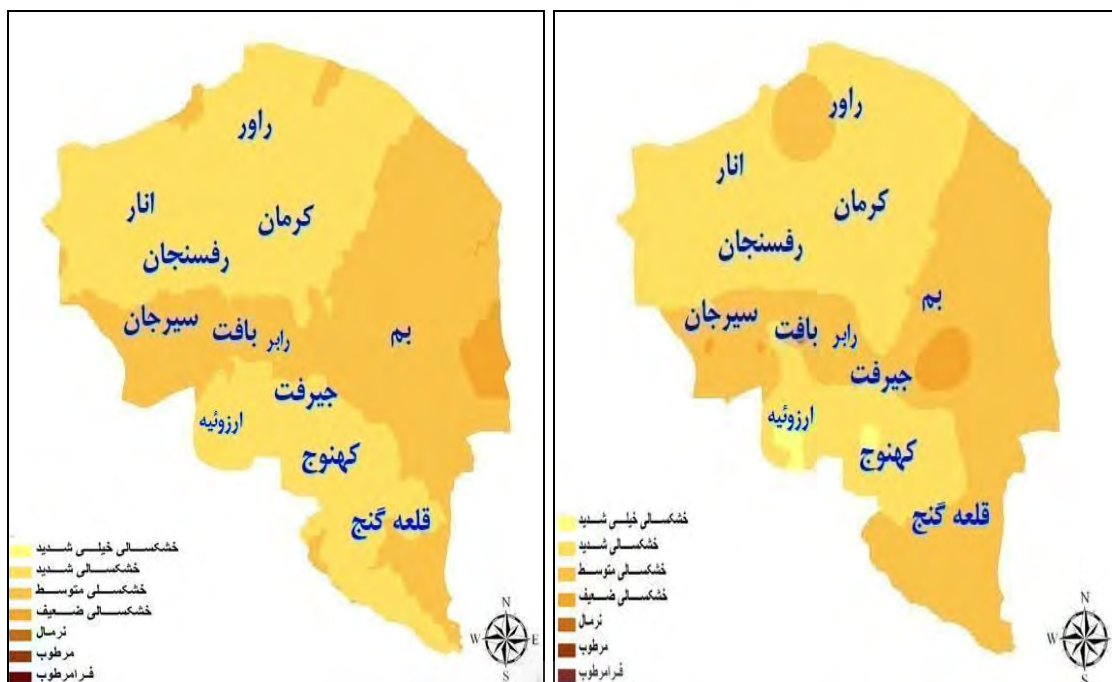 راور
انار
کرمان
رفسنجان
سیرجان
بافت
رابر
بم
جیرفت
ارزوئیه
کهنوج
قلعه گنج
خشکسالی خیلی شدید
خشکسالی شدید
خشکسلی متوسط
خشکسالی ضعیف
نرمال
مرطوب
فرامرطوب
N
W E
S
راور
انار
کرمان
رفسنجان
بم
سیرجان
بافت
رابر
جیرفت
ارزوئیه
کهنوج
قلعه گنج
خشکسالی خیلی شدید
خشکسالی شدید
خشکسالی متوسط
خشکسالی ضعیف
نرمال
مرطوب
فرامرطوب
N
W E
S